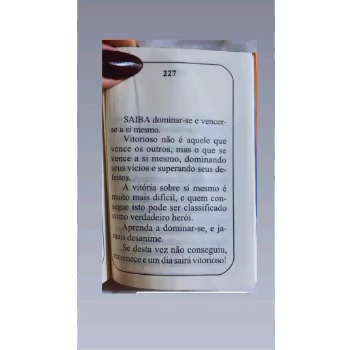 227
SAIBA dominar-se e vencer-
se a si mesmo.
Vitorioso não é aquele que
vence os outros, mas o que se
vence a si mesmo, dominando
seus vícios e superando seus de-
feitos.
A vitória sobre si mesmo é
muito mais difícil, e quem con-
segue isto pode ser classificado
como verdadeiro herói.
Aprenda a dominar-se, e ja-
mais desanime.
Se desta vez não conseguiu,
recomece e um dia sairá vitorioso!